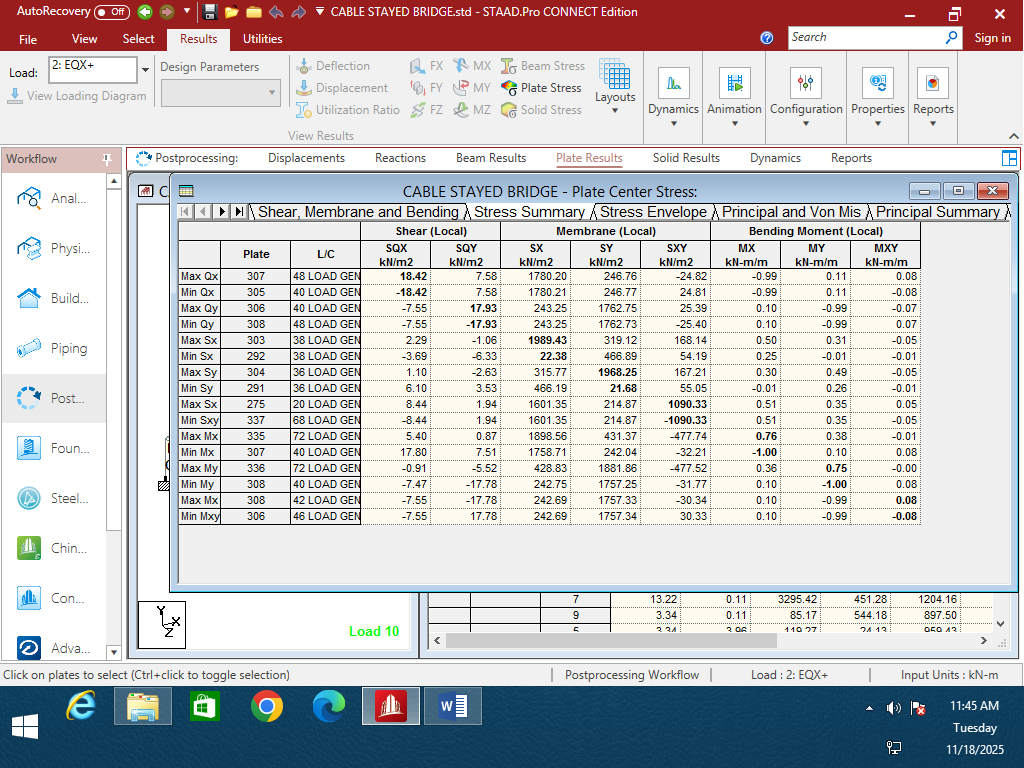 AutoRecovery Off CABLE STAYED BRIDGE.std - STAAD.Pro CONNECT Edition
File View Select Results Utilities Search Sign in
Load: 2: EQX+
View Loading Diagram
Design Parameters
Deflection FX MX Beam Stress
Displacement FY MY Plate Stress
Utilization Ratio FZ MZ Solid Stress
View Results
Layouts Dynamics Animation Configuration Properties Reports
Workflow
Postprocessing: Displacements Reactions Beam Results Plate Results Solid Results Dynamics Reports
Anal...
Physi...
Build...
Piping
Post...
Foun...
Steel...
Chin...
Con...
Adva...
C
CABLE STAYED BRIDGE - Plate Center Stress:
Shear, Membrane and Bending Stress Summary Stress Envelope Principal and Von Mis Principal Summary
Shear (Local) Membrane (Local) Bending Moment (Local)
Plate L/C SQX kN/m2 SQY kN/m2 SX kN/m2 SY kN/m2 SXY kN/m2 MX kN-m/m MY kN-m/m MXY kN-m/m
Max Qx 307 48 LOAD GEN 18.42 7.58 1780.20 246.76 -24.82 -0.99 0.11 0.08
Min Qx 305 40 LOAD GEN -18.42 7.58 1780.21 246.77 24.81 -0.99 0.11 -0.08
Max Qy 306 40 LOAD GEN -7.55 17.93 243.25 1762.75 25.39 0.10 -0.99 -0.07
Min Qy 308 48 LOAD GEN -7.55 -17.93 243.25 1762.73 -25.40 0.10 -0.99 0.07
Max Sx 303 38 LOAD GEN 2.29 -1.06 1989.43 319.12 168.14 0.50 0.31 -0.05
Min Sx 292 38 LOAD GEN -3.69 -6.33 22.38 466.89 54.19 0.25 -0.01 -0.01
Max Sy 304 36 LOAD GEN 1.10 -2.63 315.77 1968.25 167.21 0.30 0.49 -0.05
Min Sy 291 36 LOAD GEN 6.10 3.53 466.19 21.68 55.05 -0.01 0.26 -0.01
Max Sx 275 20 LOAD GEN 8.44 1.94 1601.35 214.87 1090.33 0.51 0.35 0.05
Min Sxy 337 68 LOAD GEN -8.44 1.94 1601.35 214.87 -1090.33 0.51 0.35 -0.05
Max Mx 335 72 LOAD GEN 5.40 0.87 1898.56 431.37 -477.74 0.76 0.38 -0.01
Min Mx 307 40 LOAD GEN 17.80 7.51 1758.71 242.04 -32.21 -1.00 0.10 0.08
Max My 336 72 LOAD GEN -0.91 -5.52 428.83 1881.86 -477.52 0.36 0.75 -0.00
Min My 308 40 LOAD GEN -7.47 -17.78 242.75 1757.25 -31.77 0.10 -1.00 0.08
Max Mx 308 42 LOAD GEN -7.55 -17.78 242.69 1757.33 -30.34 0.10 -0.99 0.08
Min Mxy 306 46 LOAD GEN -7.55 17.78 242.69 1757.34 30.33 0.10 -0.99 -0.08
7 13.22 0.11 3295.42 451.28 1204.16
9 3.34 0.11 85.17 544.18 897.50
5 3.34 3.96 119.27 24.13 959.43
Y X Z
Load 10
Click on plates to select (Ctrl+click to toggle selection) Postprocessing Workflow Load : 2: EQX+ Input Units : kN-m
11:45 AM
Tuesday
11/18/2025